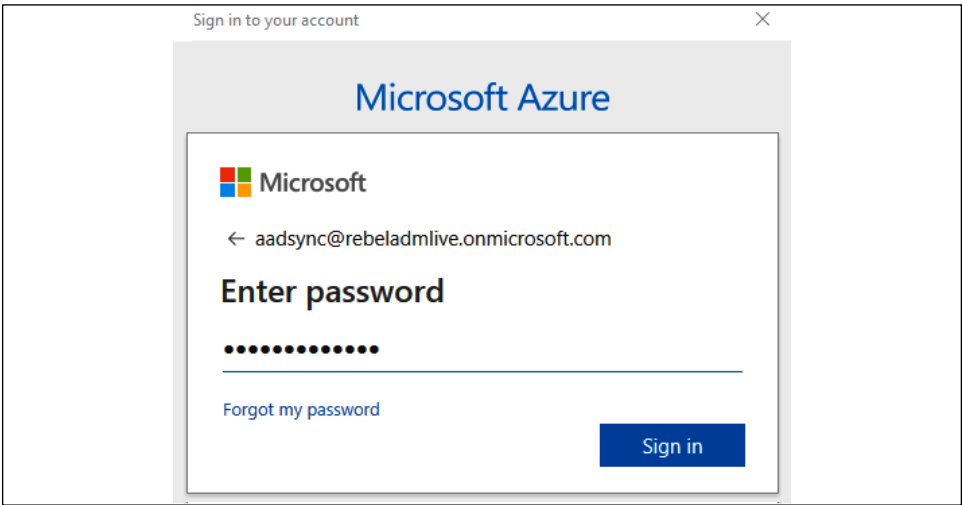 Sign in to your account
Microsoft Azure
Microsoft
← aadsync@rebeladmlive.onmicrosoft.com
Enter password
•••••••••••••
Forgot my password
Sign in